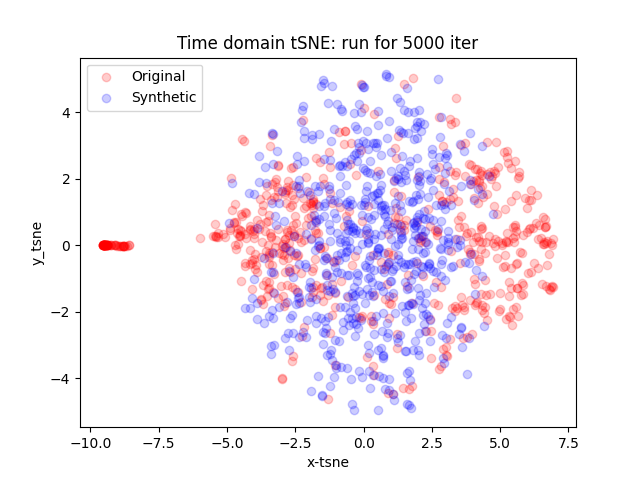 Time domain tSNE: run for 5000 iter
Original
Synthetic
4
2
0
−2
−4
y_tsne
−10.0 −7.5 −5.0 −2.5 0.0 2.5 5.0 7.5
x-tsne